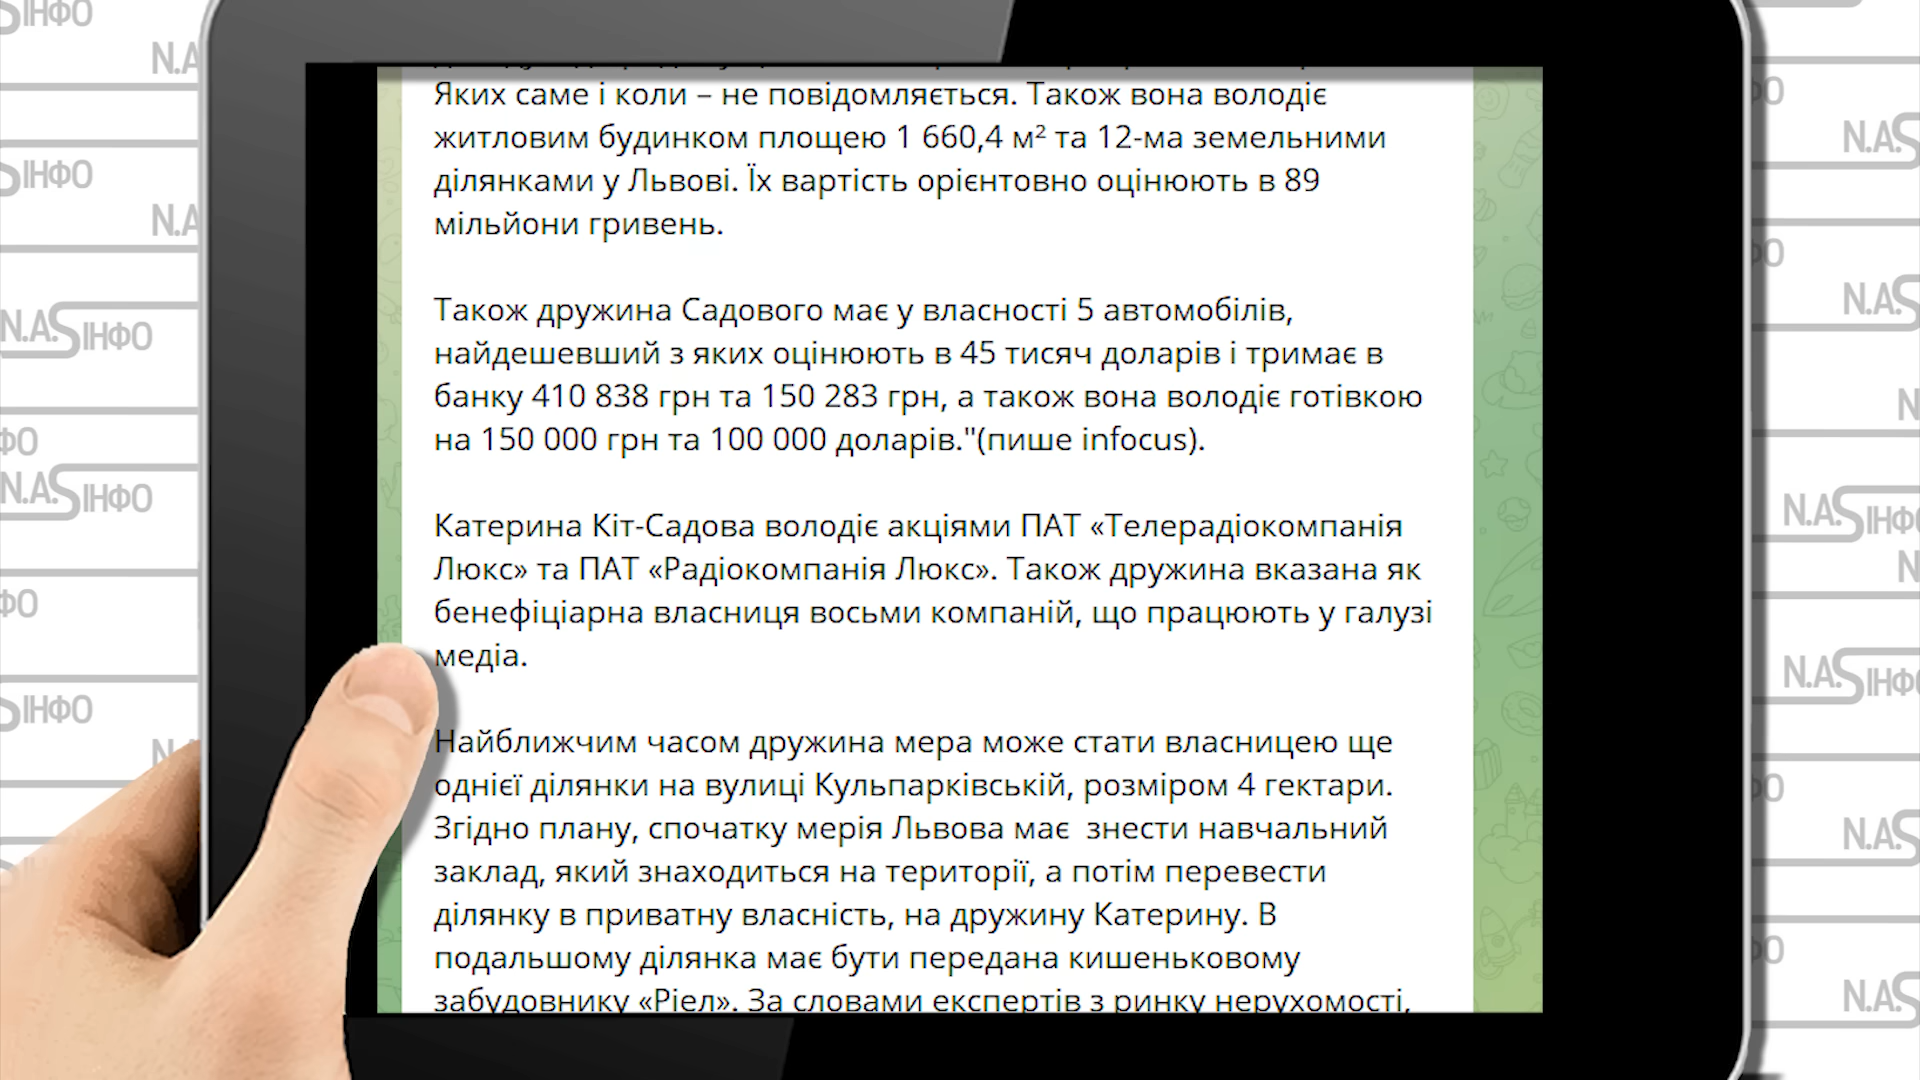 Яких саме і коли – не повідомляється. Також вона володіє
житловим будинком площею 1 660,4 м² та 12-ма земельними
ділянками у Львові. Їх вартість орієнтовно оцінюють в 89
мільйони гривень.
Також дружина Садового має у власності 5 автомобілів,
найдешевший з яких оцінюють в 45 тисяч доларів і тримає в
банку 410 838 грн та 150 283 грн, а також вона володіє готівкою
на 150 000 грн та 100 000 доларів."(пише infocus).
Катерина Кіт-Садова володіє акціями ПАТ «Телерадіокомпанія
Люкс» та ПАТ «Радіокомпанія Люкс». Також дружина вказана як
бенефіціарна власниця восьми компаній, що працюють у галузі
медіа.
Найближчим часом дружина мера може стати власницею ще
однієї ділянки на вулиці Кульпарківській, розміром 4 гектари.
Згідно плану, спочатку мерія Львова має знести навчальний
заклад, який знаходиться на території, а потім перевести
ділянку в приватну власність, на дружину Катерину. В
подальшому ділянка має бути передана кишеньковому
забудовнику «Ріел». За словами експертів з ринку нерухомості,
N.A.SІНФО
N.A.SІНФО
N.A.SІНФО
N.A.SІНФО